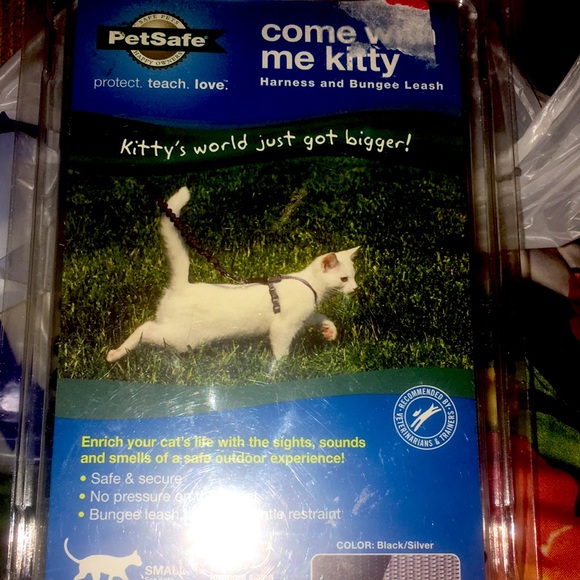 SAFE PETS
PetSafe®
HAPPY OWNERS
protect. teach. love.™
come
me kitty
Harness and Bungee Leash
Kitty's world just got bigger!
RECOMMENDED BY:
VETERINARIANS & TRAINERS
Enrich your cat's life with the sights, sounds
and smells of a safe outdoor experience!
• Safe & secure
• No pressure
• Bungee leash restraint
COLOR: Black/Silver
SMALL